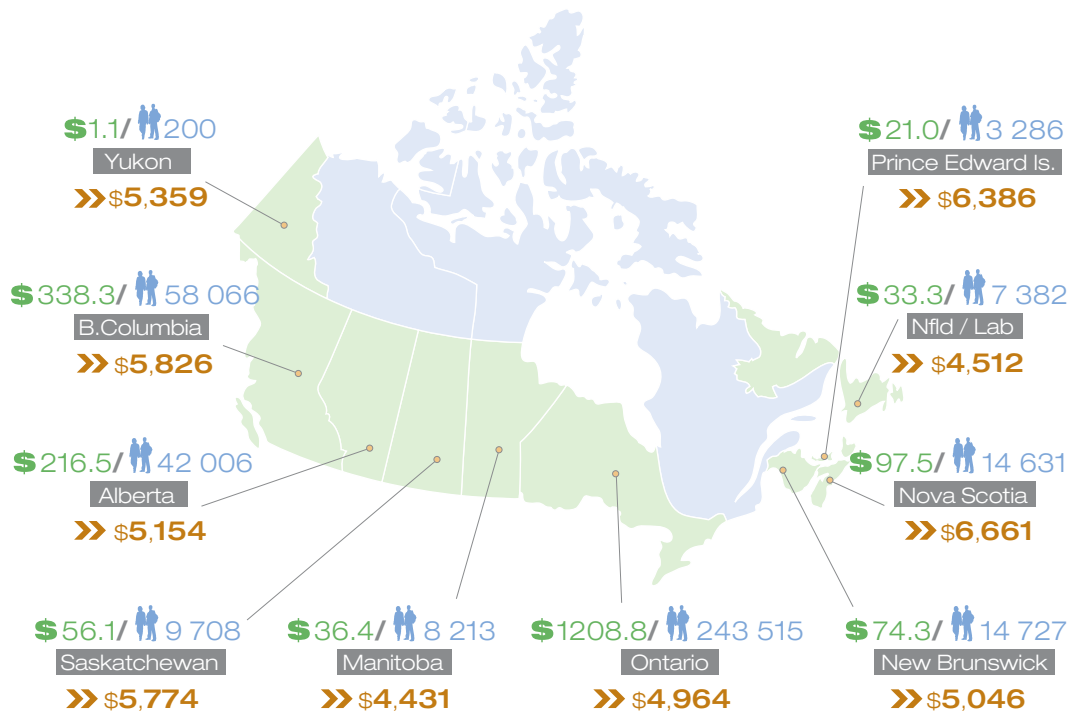 $1.1/ 200
Yukon
$5,359
$338.3/ 58 066
B.Columbia
$5,826
$216.5/ 42 006
Alberta
$5,154
$56.1/ 9 708
Saskatchewan
$5,774
$36.4/ 8 213
Manitoba
$4,431
$1208.8/ 243 515
Ontario
$4,964
$74.3/ 14 727
New Brunswick
$5,046
$97.5/ 14 631
Nova Scotia
$6,661
$33.3/ 7 382
Nfld / Lab
$4,512
$21.0/ 3 286
Prince Edward Is.
$6,386